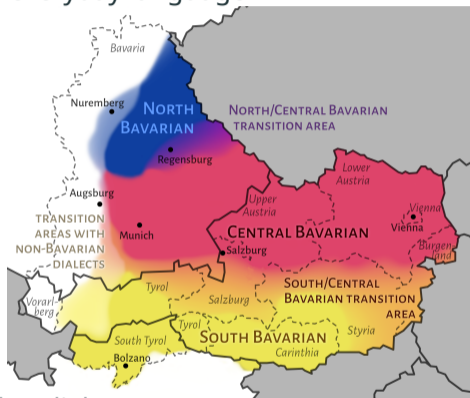 Bavaria
Nuremberg
NORTH
BAVARIAN
NORTH/CENTRAL BAVARIAN
TRANSITION AREA
Regensburg
Lower
Austria
Augsburg
Upper
Austria
Vienna
Vienna
TRANSITION
AREAS WITH
NON-BAVARIAN
DIALECTS
Munich
CENTRAL BAVARIAN
Salzburg
Burgen-
land
Tyrol
Salzburg
SOUTH/CENTRAL
BAVARIAN TRANSITION
AREA
Vorarl-
berg
Tyrol
Styria
South Tyrol
SOUTH BAVARIAN
Carinthia
Bolzano